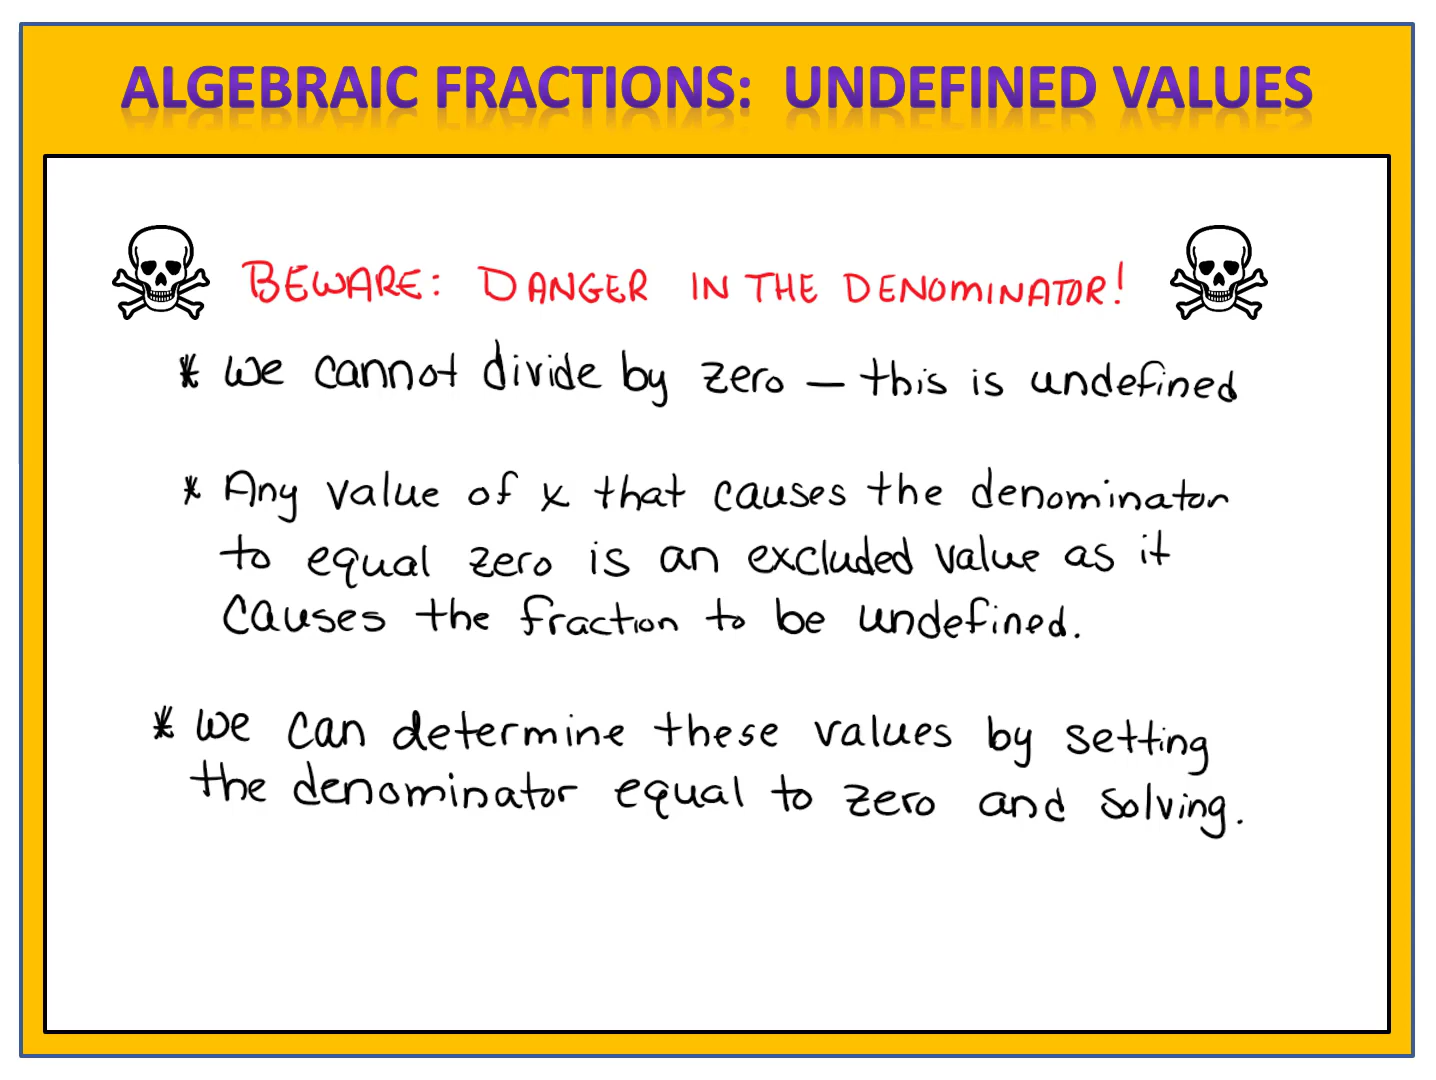 ALGEBRAIC FRACTIONS: UNDEFINED VALUES
BEWARE: DANGER IN THE DENOMINATOR!
* We cannot divide by zero — this is undefined
* Any value of x that causes the denominator
to equal zero is an excluded value as it
causes the fraction to be undefined.
* We can determine these values by setting
the denominator equal to zero and solving.